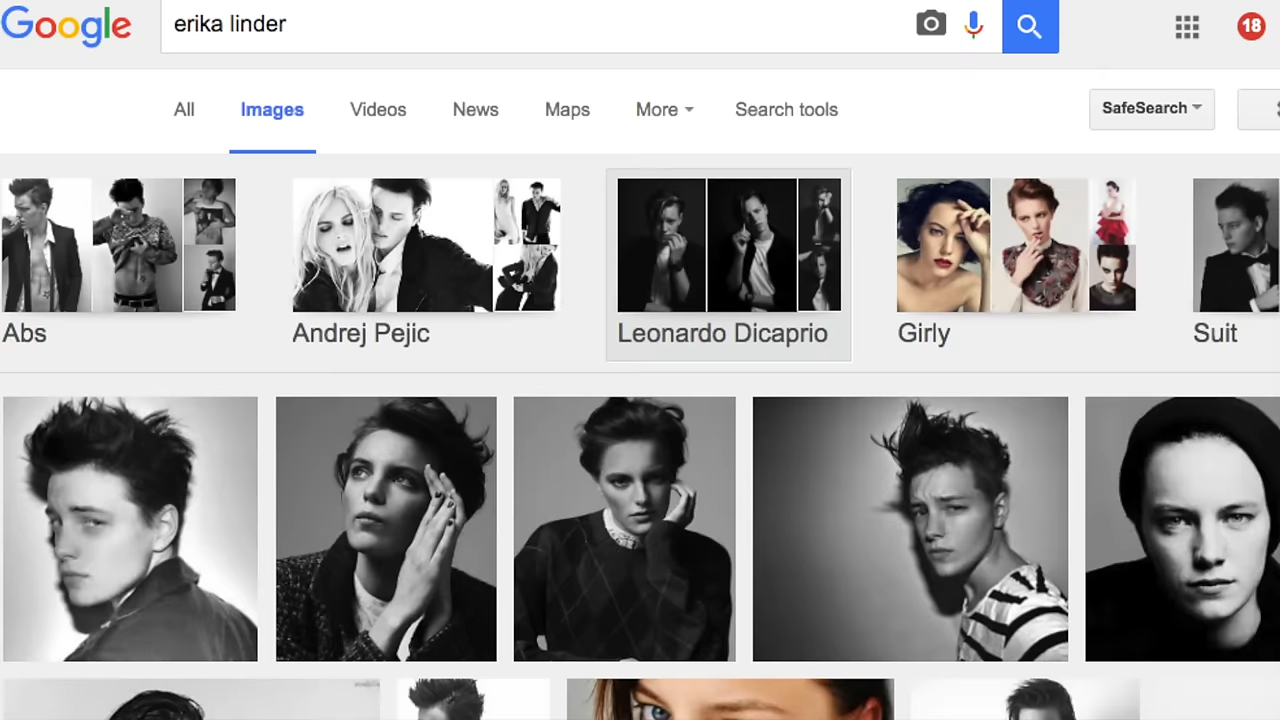 Google erika linder 18
All Images Videos News Maps More Search tools SafeSearch
Abs Andrej Pejic Leonardo Dicaprio Girly Suit